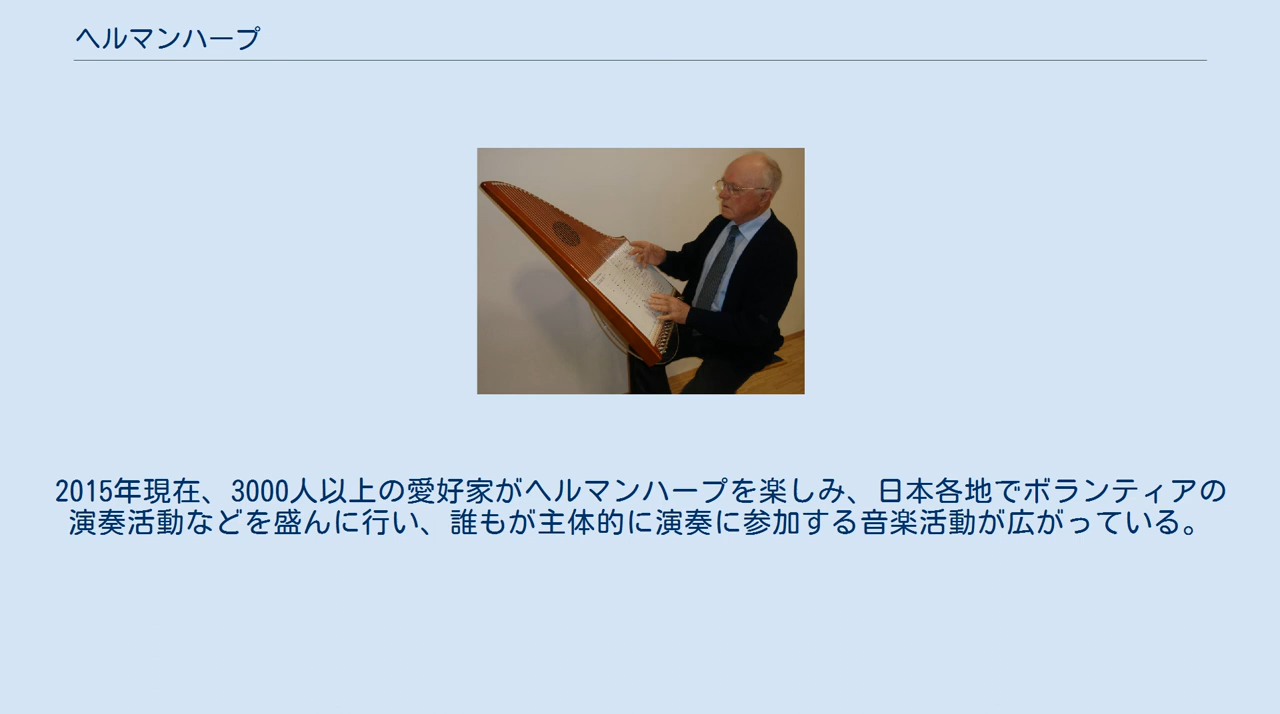 ヘルマンハープ
2015年現在、3000人以上の愛好家がヘルマンハープを楽しみ、日本各地でボランティアの
演奏活動などを盛んに行い、誰もが主体的に演奏に参加する音楽活動が広がっている。